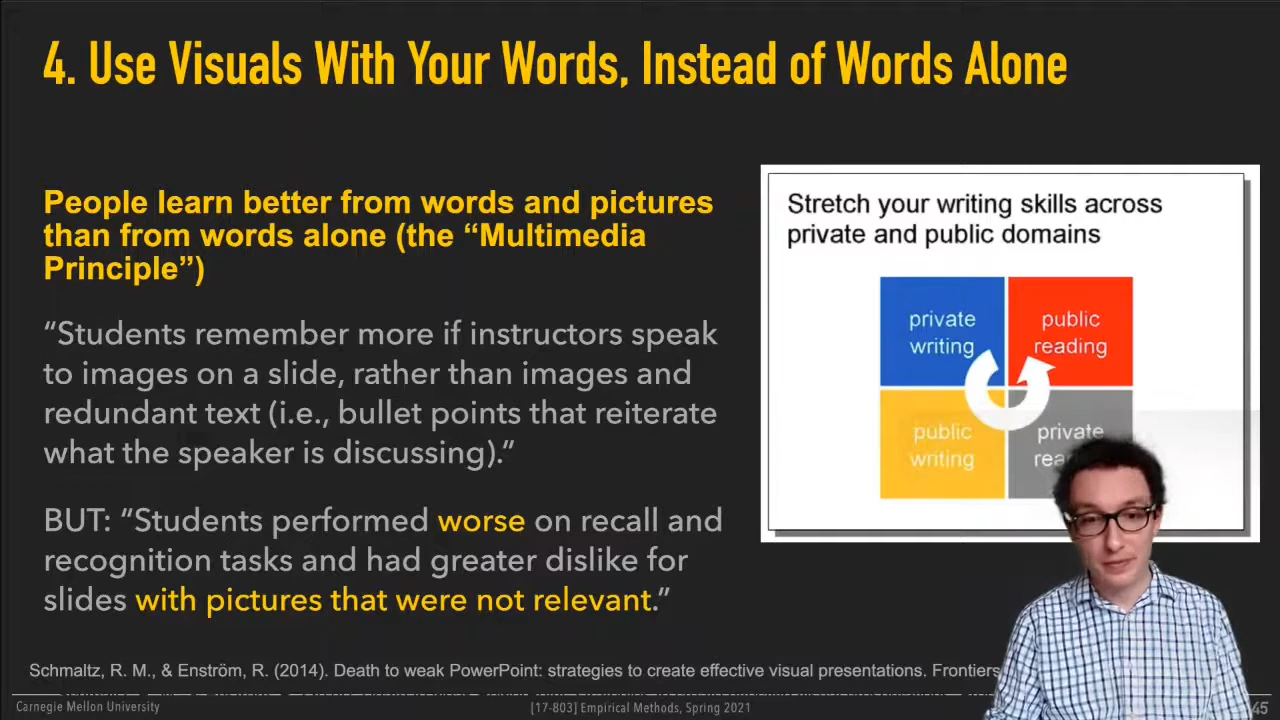 4. Use Visuals With Your Words, Instead of Words Alone
People learn better from words and pictures
than from words alone (the “Multimedia
Principle”)
“Students remember more if instructors speak
to images on a slide, rather than images and
redundant text (i.e., bullet points that reiterate
what the speaker is discussing).”
BUT: “Students performed worse on recall and
recognition tasks and had greater dislike for
slides with pictures that were not relevant.”
Stretch your writing skills across
private and public domains
private
writing
public
reading
public
writing
private
Schmaltz, R. M., & Enström, R. (2014). Death to weak PowerPoint: strategies to create effective visual presentations. Frontiers
Carnegie Mellon University
[17-803] Empirical Methods, Spring 2021
45